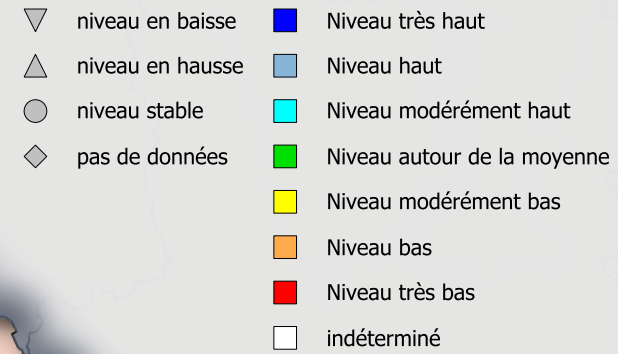 niveau en baisse
niveau en hausse
niveau stable
pas de données
Niveau très haut
Niveau haut
Niveau modérément haut
Niveau autour de la moyenne
Niveau modérément bas
Niveau bas
Niveau très bas
indéterminé